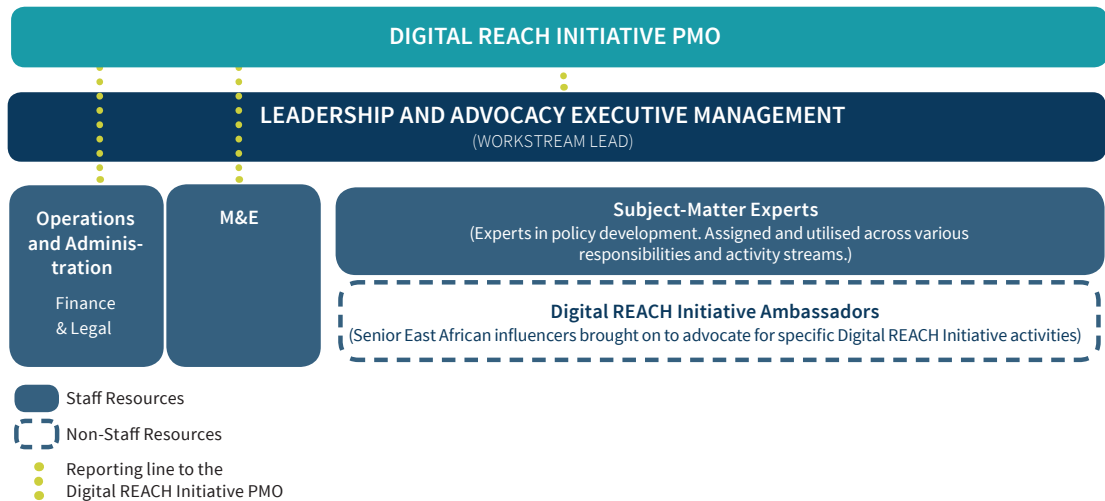 DIGITAL REACH INITIATIVE PMO
LEADERSHIP AND ADVOCACY EXECUTIVE MANAGEMENT
(WORKSTREAM LEAD)
Operations
and Adminis-
tration
Finance
& Legal
M&E
Subject-Matter Experts
(Experts in policy development. Assigned and utilised across various
responsibilities and activity streams.)
Digital REACH Initiative Ambassadors
(Senior East African influencers brought on to advocate for specific Digital REACH Initiative activities)
Staff Resources
Non-Staff Resources
Reporting line to the
Digital REACH Initiative PMO